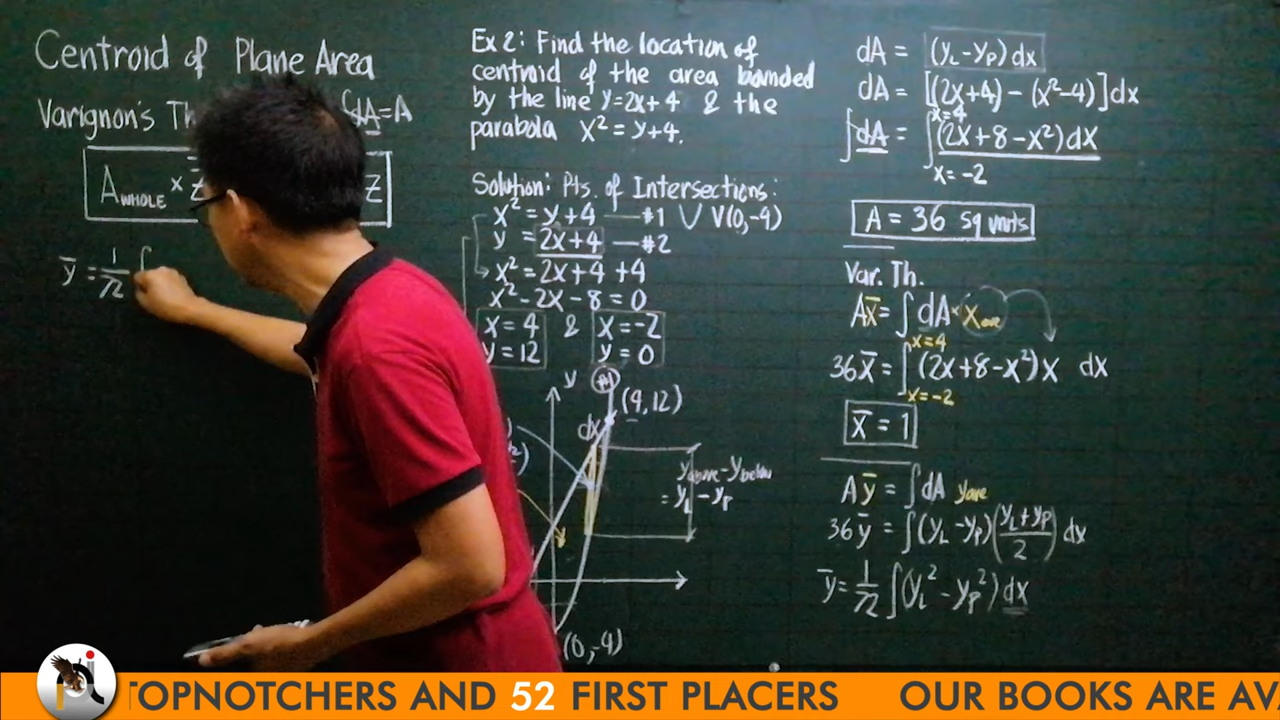 Centroid of Plane Area
Varignon's Th
∫dA = A
A WHOLE × z̄
z
ȳ = 1/72 ∫
Ex 2: Find the location of
centroid of the area bounded
by the line y=2x+4 & the
parabola x² = y+4.
Solution: Pts. of Intersections:
x² = y+4 — #1 ∪ V(0,-4)
y = 2x+4 — #2
x² = 2x+4+4
x²-2x-8 = 0
x = 4 & x = -2
y = 12 y = 0
y
(4,12)
dx
y above - y below
= yL - yP
(0,-4)
dA = (yL-yP)dx
dA = [(2x+4) - (x²-4)]dx
x=4
∫dA = ∫(2x+8-x²)dx
x=-2
A = 36 sq units
Var. Th.
Ax̄ = ∫dA·xave
x=4
36x̄ = ∫(2x+8-x²)x dx
x=-2
x̄ = 1
Aȳ = ∫dA yave
36ȳ = ∫(yL-yP)(yL+yP/2)dx
ȳ = 1/72 ∫(yL²-yP²)dx
TOPNOTCHERS AND 52 FIRST PLACERS OUR BOOKS ARE AVA